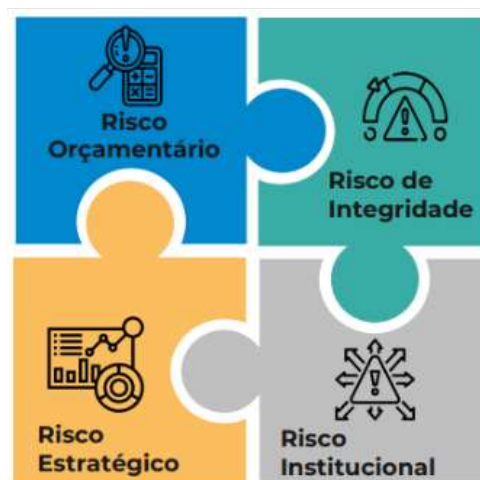 Risco
Orçamentário
Risco de
Integridade
Risco
Estratégico
Risco
Institucional